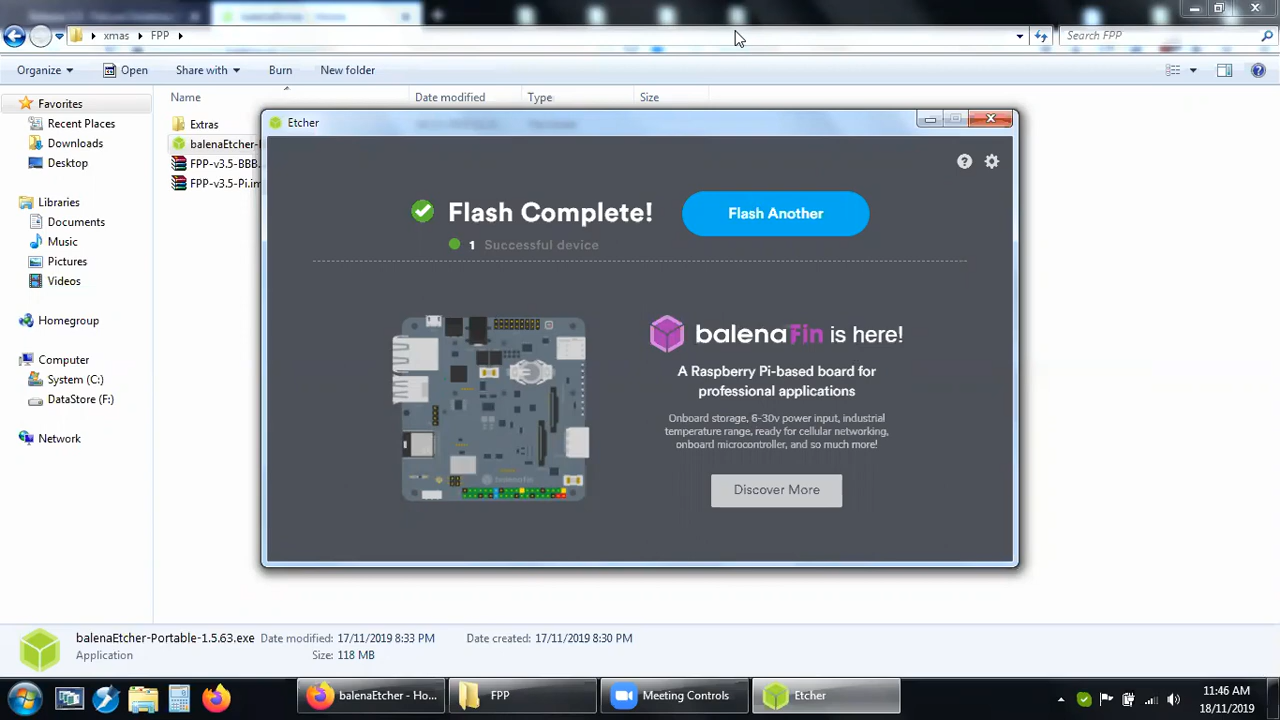 xmas
FPP
Search FPP
Organize
Open
Share with
Burn
New folder
Name
Date modified
Type
Size
Favorites
Recent Places
Downloads
Desktop
Libraries
Documents
Music
Pictures
Videos
Homegroup
Computer
System (C:)
DataStore (F:)
Network
Extras
balenaEtcher-
FPP-v3.5-BBB.
FPP-v3.5-Pi.im
Etcher
Flash Complete!
Flash Another
1 Successful device
balenaFin is here!
A Raspberry Pi-based board for
professional applications
Onboard storage, 6-30v power input, industrial
temperature range, ready for cellular networking,
onboard microcontroller, and so much more!
Discover More
balenaEtcher-Portable-1.5.63.exe Date modified: 17/11/2019 8:33 PM Date created: 17/11/2019 8:30 PM
Application Size: 118 MB
balenaEtcher - Ho...
FPP
Meeting Controls
Etcher
11:46 AM
18/11/2019